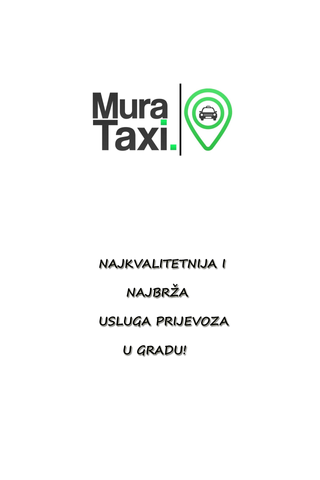 Mura
Taxi.
NAJKVALITETNIJA I
NAJBRŽA
USLUGA PRIJEVOZA
U GRADU!